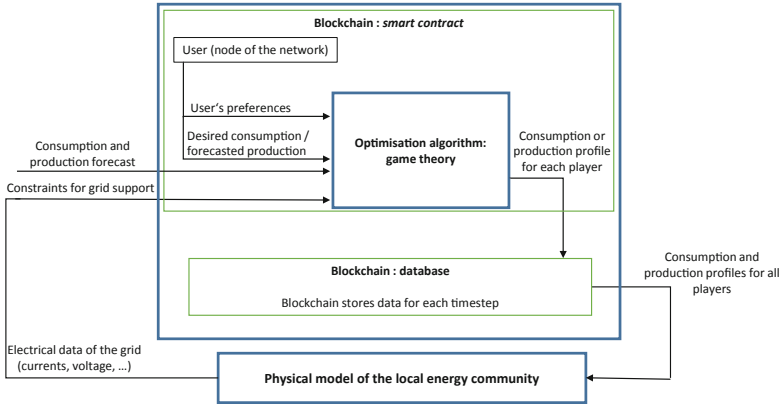 Blockchain : smart contract
User (node of the network)
User's preferences
Desired consumption /
forecasted production
Consumption and
production forecast
Constraints for grid support
Optimisation algorithm:
game theory
Consumption or
production profile
for each player
Blockchain : database
Blockchain stores data for each timestep
Consumption and
production profiles for all
players
Electrical data of the grid
(currents, voltage, ...)
Physical model of the local energy community